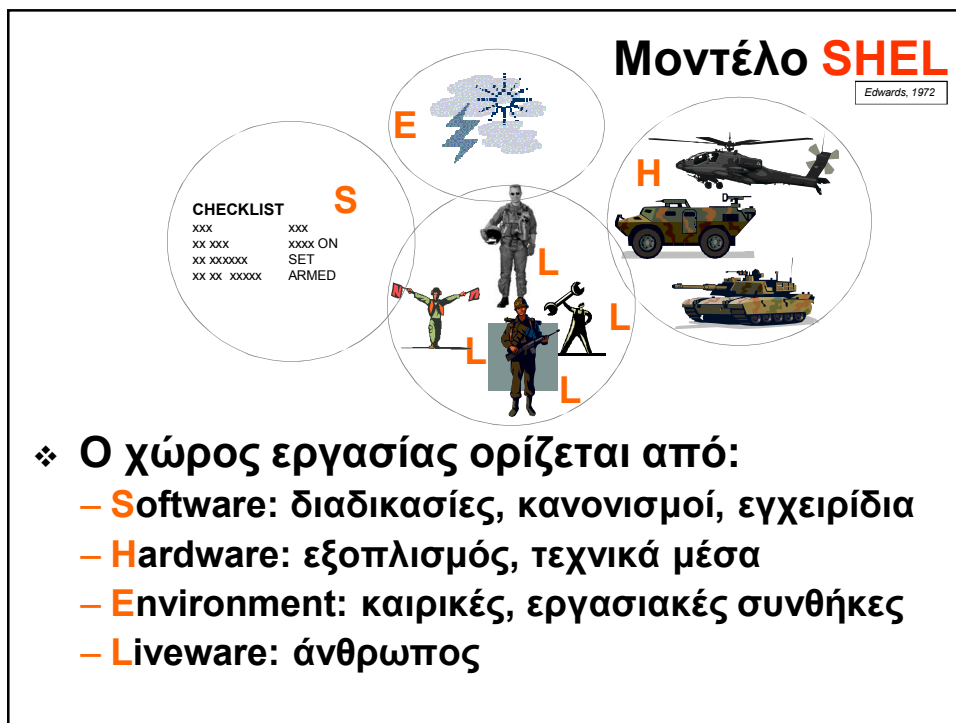 Μοντέλο SHEL
Edwards, 1972
E
S
H
CHECKLIST
xxx xxx
xx xxx xxxx ON
xx xxxxxx SET
xx xx xxxxx ARMED
L
L
L
L
❖ Ο χώρος εργασίας ορίζεται από:
– Software: διαδικασίες, κανονισμοί, εγχειρίδια
– Hardware: εξοπλισμός, τεχνικά μέσα
– Environment: καιρικές, εργασιακές συνθήκες
– Liveware: άνθρωπος